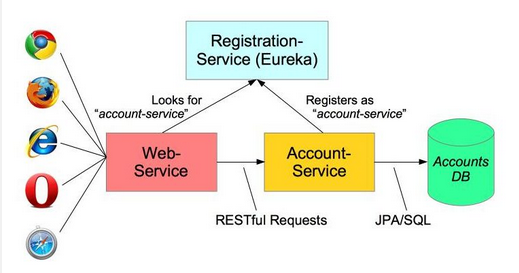 Registration-
Service (Eureka)
Looks for
“account-service”
Registers as
“account-service”
Web-
Service
Account-
Service
Accounts
DB
RESTful Requests
JPA/SQL